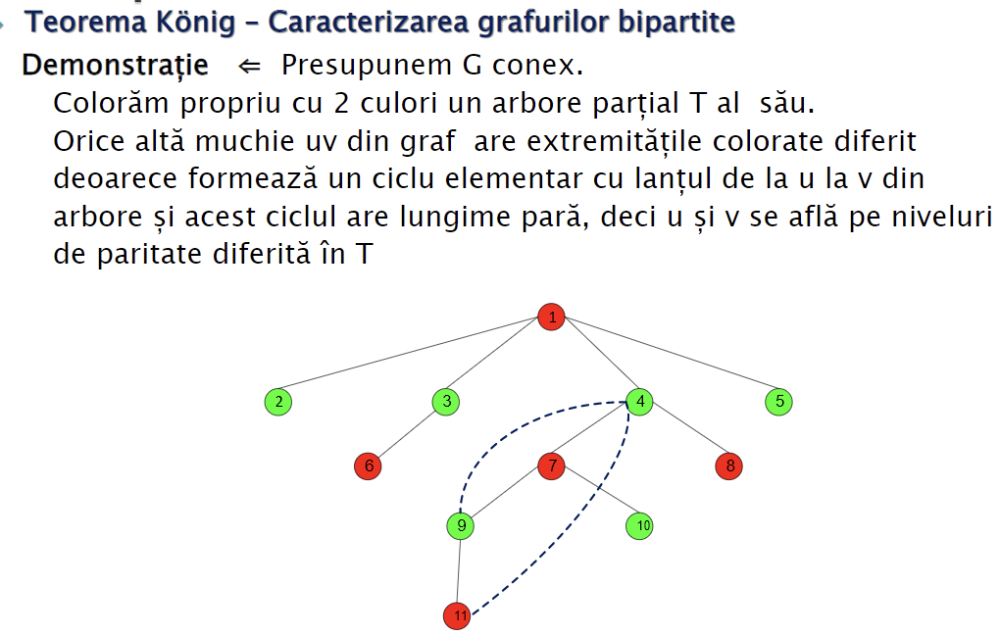 Teorema König – Caracterizarea grafurilor bipartite
Demonstrație ⇐ Presupunem G conex.
Colorăm propriu cu 2 culori un arbore parțial T al său.
Orice altă muchie uv din graf are extremitățile colorate diferit
deoarece formează un ciclu elementar cu lanțul de la u la v din
arbore și acest ciclul are lungime pară, deci u și v se află pe niveluri
de paritate diferită în T
1
2 3 4 5
6 7 8
9 10
11